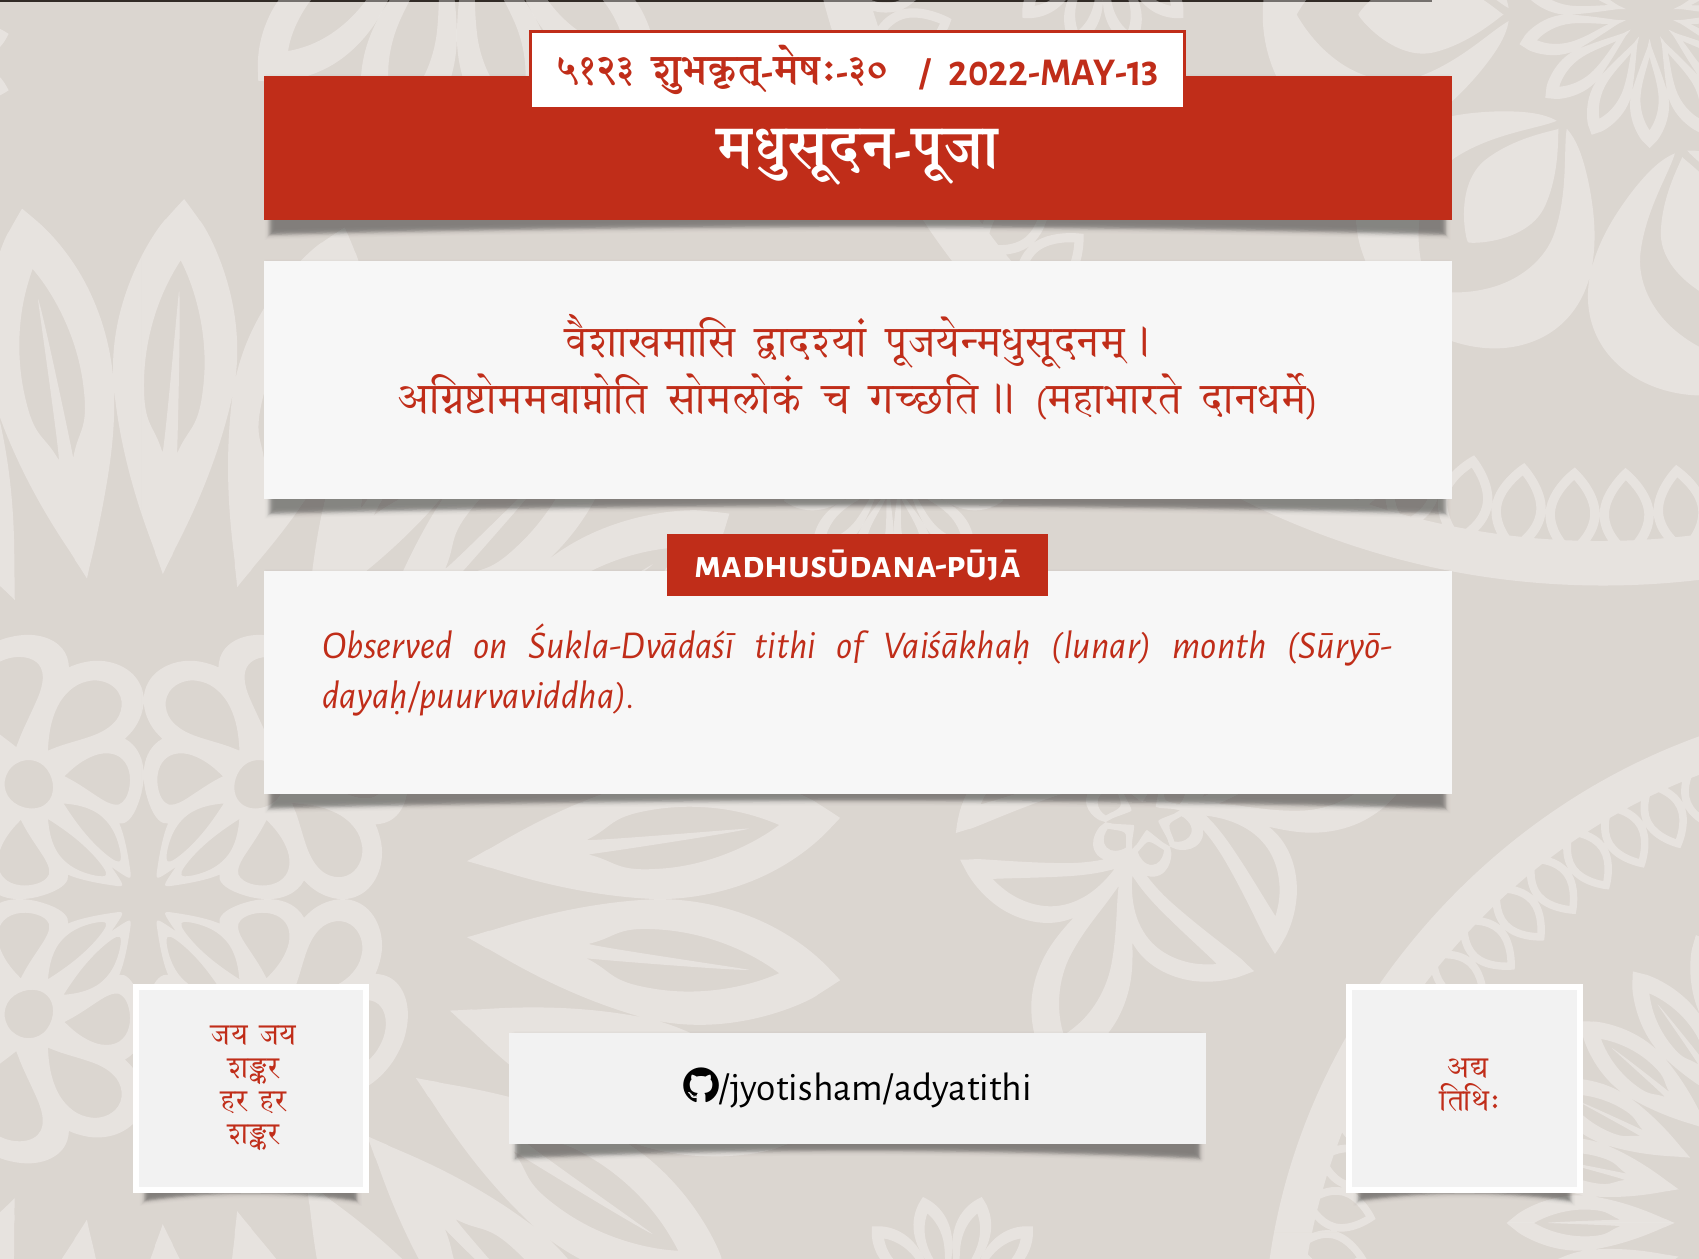 ५१२३ शुभकृत्-मेषः-३० / 2022-MAY-13
मधुसूदन-पूजा
वैशाखमासि द्वादश्यां पूजयेन्मधुसूदनम् ।
अग्निष्टोममवाप्नोति सोमलोकं च गच्छति ॥ (महाभारते दानधर्मे)
MADHUSŪDANA-PŪJĀ
Observed on Śukla-Dvādaśī tithi of Vaiśākhaḥ (lunar) month (Sūryō-
dayaḥ/puurvaviddha).
जय जय
शङ्कर
हर हर
शङ्कर
/jyotisham/adyatithi
अद्य
तिथिः